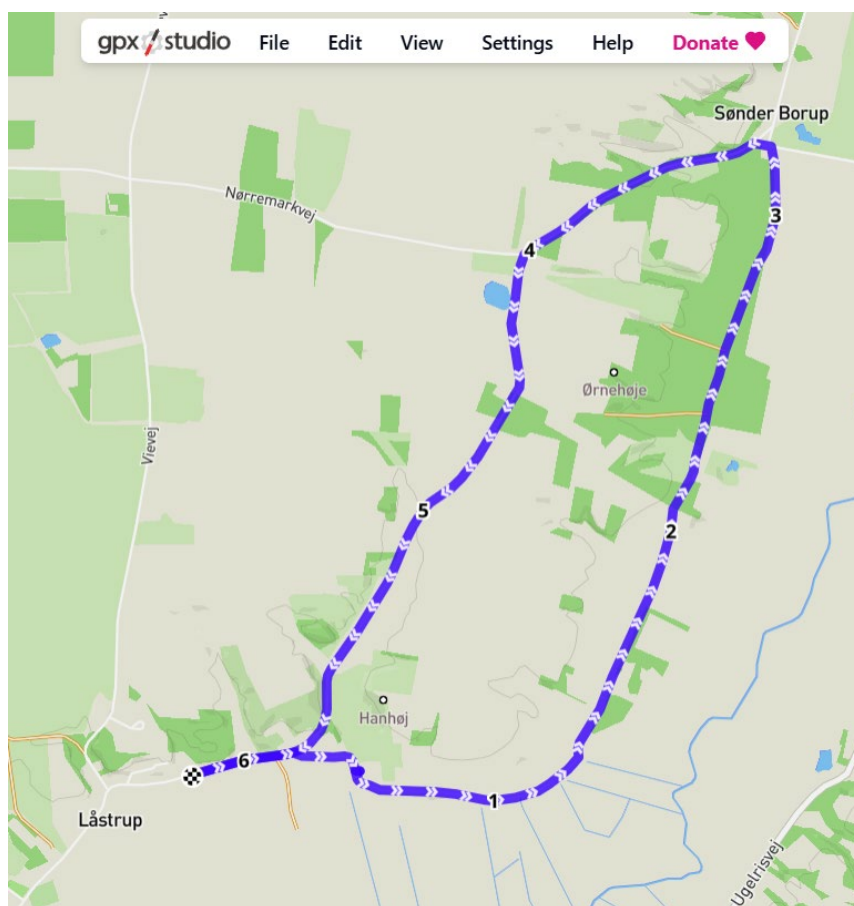 gpx studio File Edit View Settings Help Donate
Sønder Borup
Nørremarkvej
3
4
Ørnehøje
Vievej
5
2
Hanhøj
6
1
Låstrup
Ugelrisvej